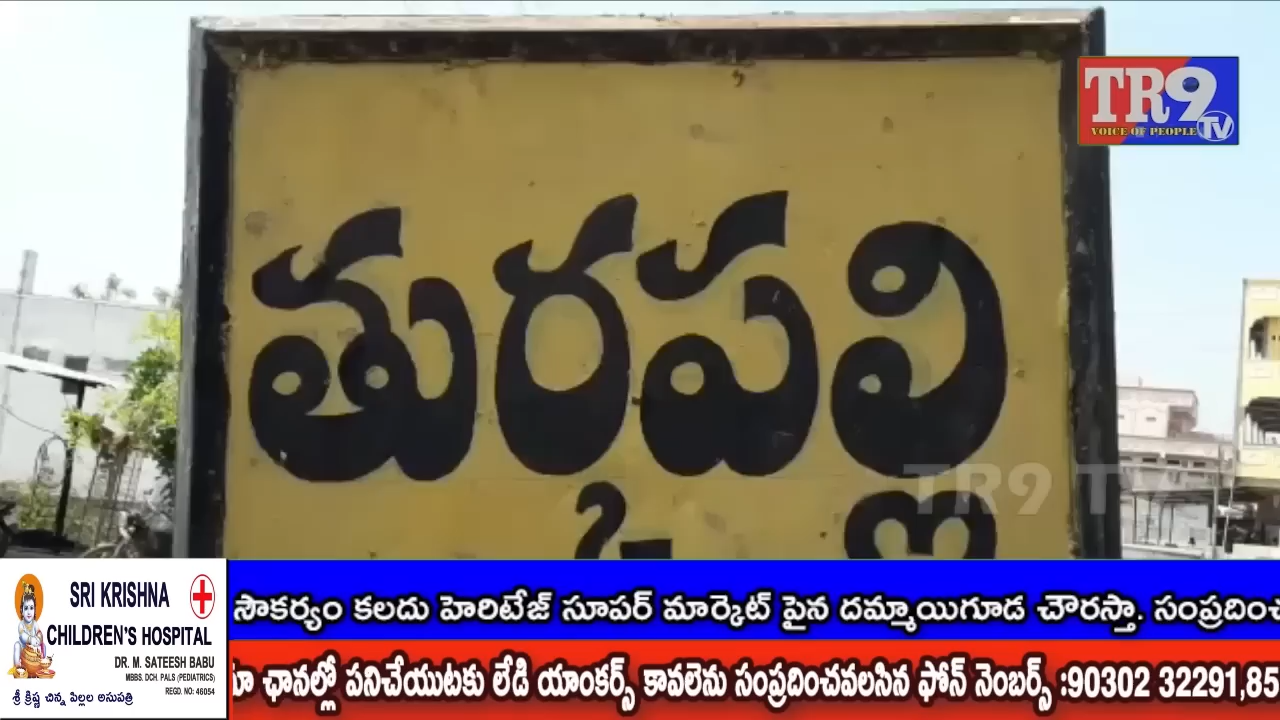 TR9
VOICE OF PEOPLE TV
తుర్కపల్లి
TR9 TV
SRI KRISHNA
CHILDREN'S HOSPITAL
DR. M. SATEESH BABU
MBBS. DCH. PALS (PEDIATRICS)
REGD. NO: 46054
శ్రీ క్రిష్ణ చిన్న పిల్లల ఆసుపత్రి
సౌకర్యం కలదు హెరిటేజ్ సూపర్ మార్కెట్ పైన దమ్మాయిగూడ చౌరస్తా.
ఛానల్లో పనిచేయుటకు లేడి యాంకర్స్ కావలెను సంప్రదించవలసిన ఫోన్ నెంబర్స్ :90302 32291,85